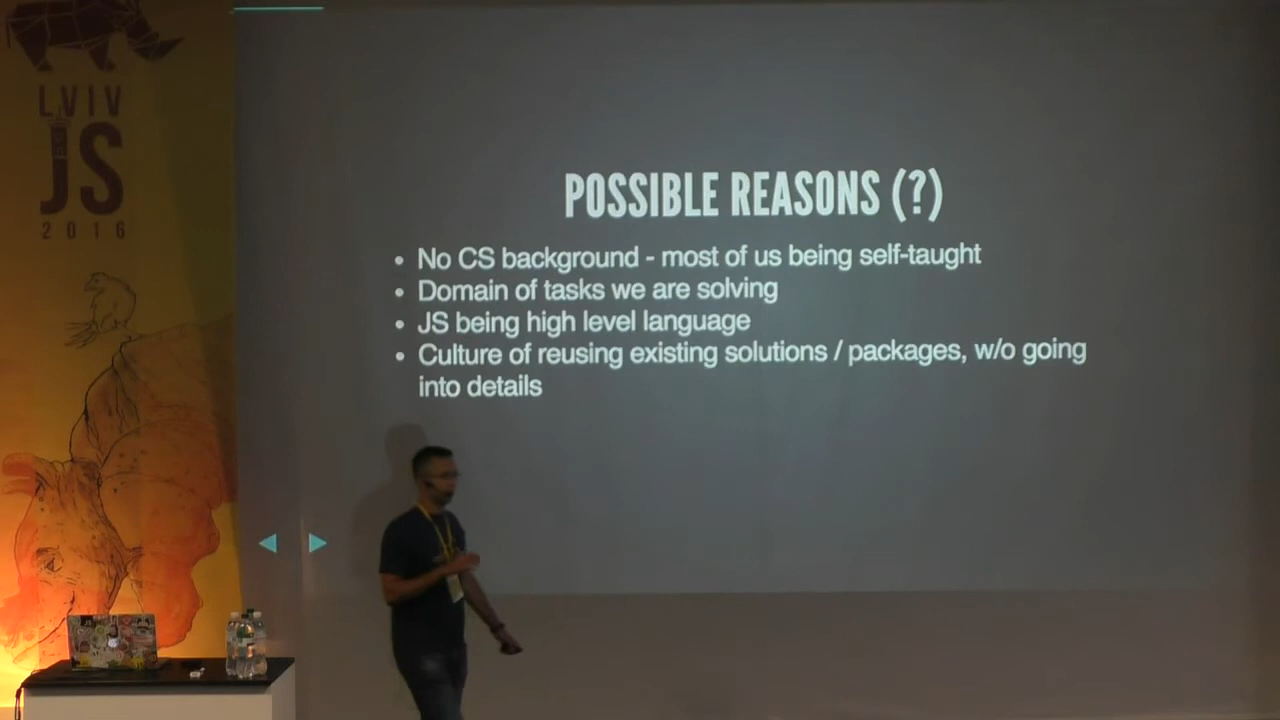 LVIV
JS
2016
POSSIBLE REASONS (?)
No CS background - most of us being self-taught
Domain of tasks we are solving
JS being high level language
Culture of reusing existing solutions / packages, w/o going
into details